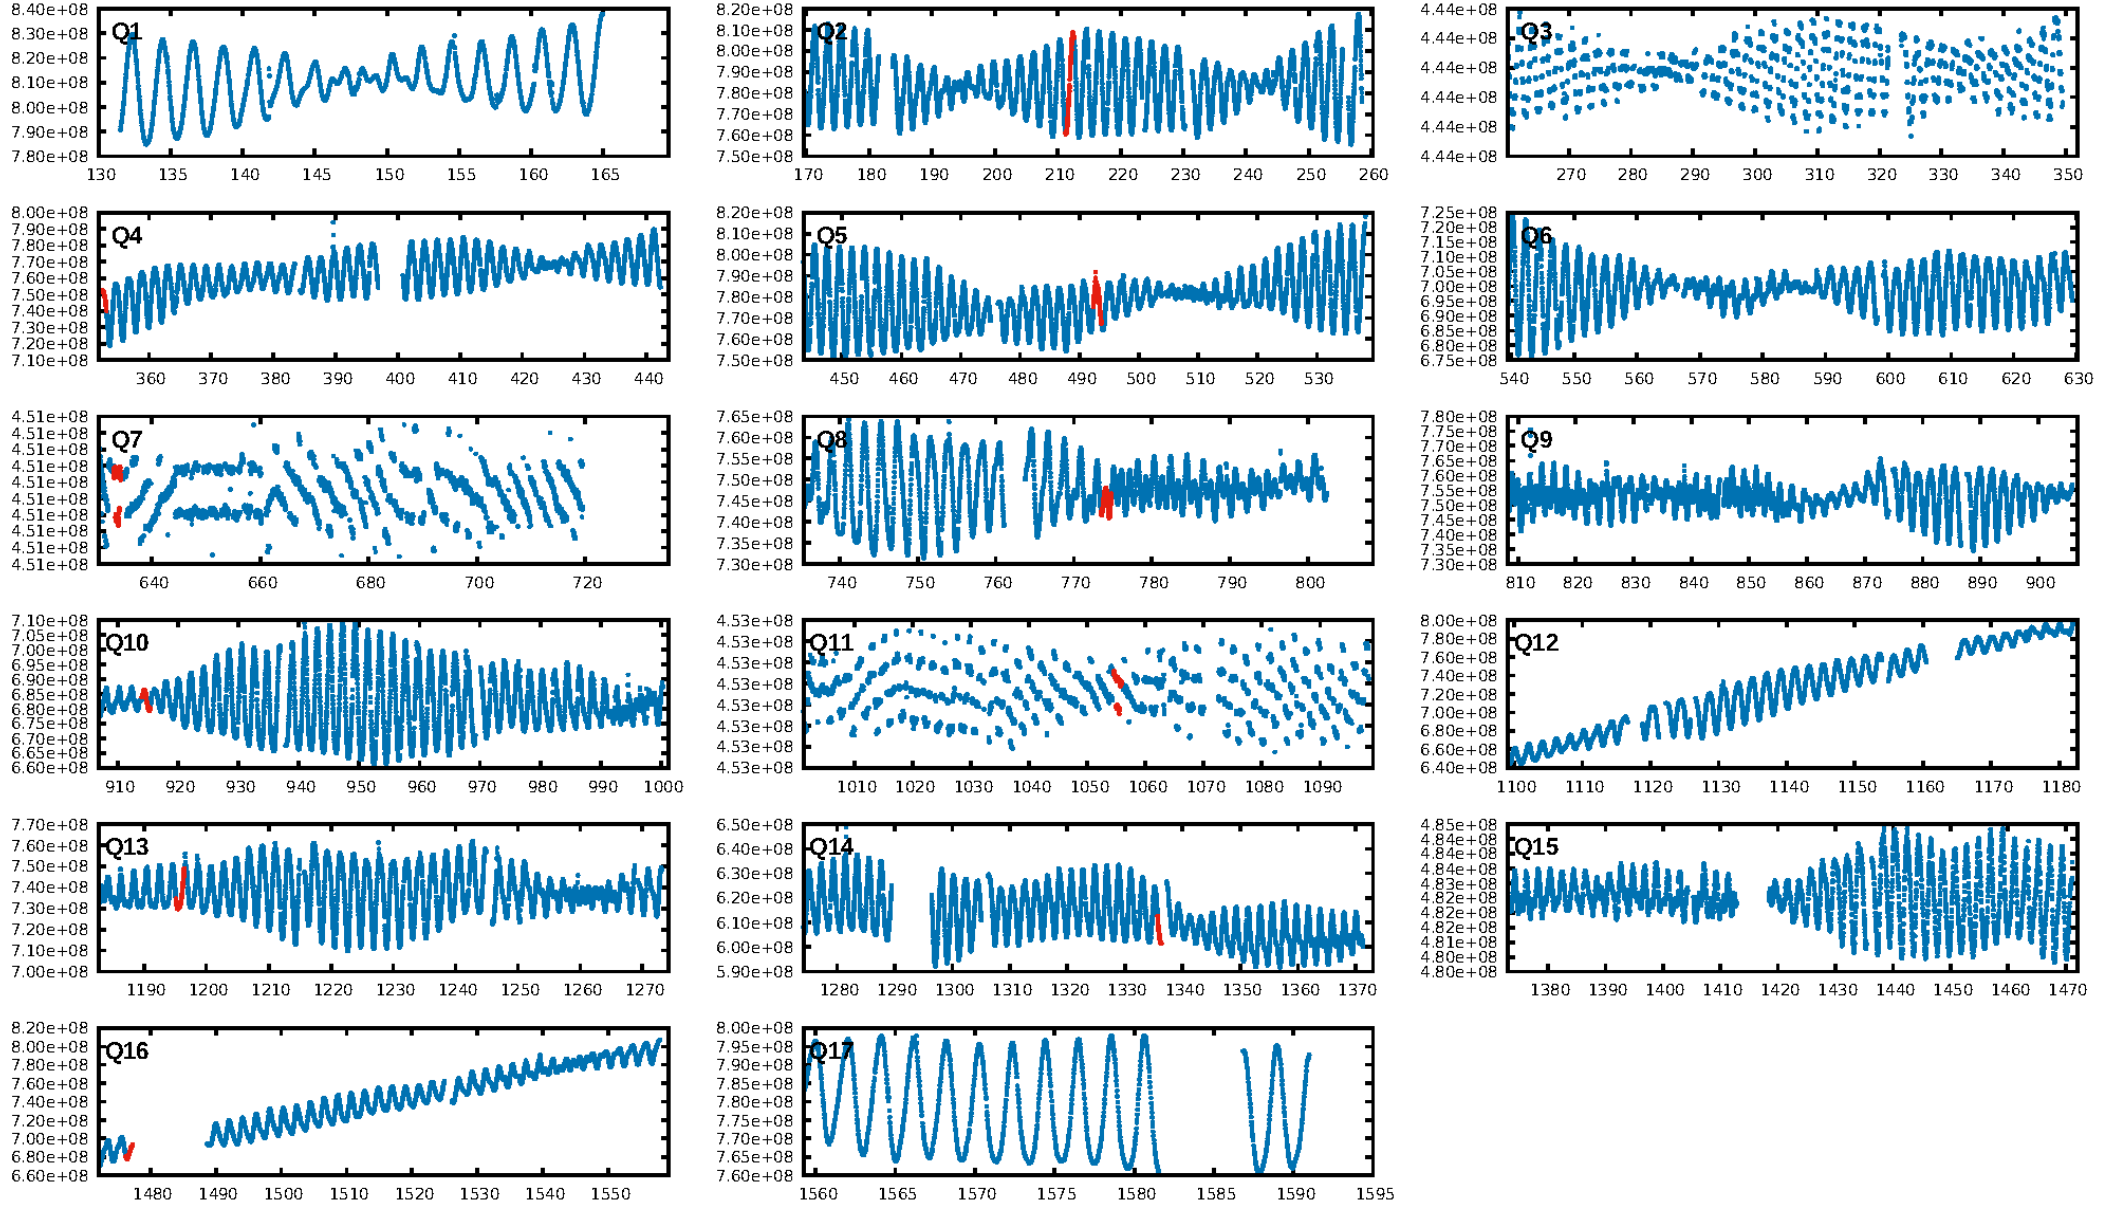 8.40e+08 8.30e+08 8.20e+08 8.10e+08 8.00e+08 7.90e+08 7.80e+08
Q1
130 135 140 145 150 155 160 165
8.20e+08 8.10e+08 8.00e+08 7.90e+08 7.80e+08 7.70e+08 7.60e+08 7.50e+08
Q2
170 180 190 200 210 220 230 240 250 260
4.44e+08 4.44e+08 4.44e+08 4.44e+08 4.44e+08 4.44e+08
Q3
270 280 290 300 310 320 330 340 350
8.00e+08 7.90e+08 7.80e+08 7.70e+08 7.60e+08 7.50e+08 7.40e+08 7.30e+08 7.20e+08 7.10e+08
Q4
360 370 380 390 400 410 420 430 440
8.20e+08 8.10e+08 8.00e+08 7.90e+08 7.80e+08 7.70e+08 7.60e+08 7.50e+08
Q5
450 460 470 480 490 500 510 520 530
7.25e+08 7.20e+08 7.15e+08 7.10e+08 7.05e+08 7.00e+08 6.95e+08 6.90e+08 6.85e+08 6.80e+08 6.75e+08
Q6
540 550 560 570 580 590 600 610 620 630
4.51e+08 4.51e+08 4.51e+08 4.51e+08 4.51e+08 4.51e+08 4.51e+08 4.51e+08 4.51e+08 4.51e+08
Q7
640 660 680 700 720
7.65e+08 7.60e+08 7.55e+08 7.50e+08 7.45e+08 7.40e+08 7.35e+08 7.30e+08
Q8
740 750 760 770 780 790 800
7.80e+08 7.75e+08 7.70e+08 7.65e+08 7.60e+08 7.55e+08 7.50e+08 7.45e+08 7.40e+08 7.35e+08 7.30e+08
Q9
810 820 830 840 850 860 870 880 890 900
7.10e+08 7.05e+08 7.00e+08 6.95e+08 6.90e+08 6.85e+08 6.80e+08 6.75e+08 6.70e+08 6.65e+08 6.60e+08
Q10
910 920 930 940 950 960 970 980 990 1000
4.53e+08 4.53e+08 4.53e+08 4.53e+08 4.53e+08 4.53e+08 4.53e+08 4.53e+08
Q11
1010 1020 1030 1040 1050 1060 1070 1080 1090
8.00e+08 7.80e+08 7.60e+08 7.40e+08 7.20e+08 7.00e+08 6.80e+08 6.60e+08 6.40e+08
Q12
1100 1110 1120 1130 1140 1150 1160 1170 1180
7.70e+08 7.60e+08 7.50e+08 7.40e+08 7.30e+08 7.20e+08 7.10e+08 7.00e+08
Q13
1190 1200 1210 1220 1230 1240 1250 1260 1270
6.50e+08 6.40e+08 6.30e+08 6.20e+08 6.10e+08 6.00e+08 5.90e+08
Q14
1280 1290 1300 1310 1320 1330 1340 1350 1360 1370
4.85e+08 4.84e+08 4.84e+08 4.83e+08 4.83e+08 4.82e+08 4.82e+08 4.81e+08 4.81e+08 4.80e+08 4.80e+08
Q15
1380 1390 1400 1410 1420 1430 1440 1450 1460 1470
8.20e+08 8.00e+08 7.80e+08 7.60e+08 7.40e+08 7.20e+08 7.00e+08 6.80e+08 6.60e+08
Q16
1480 1490 1500 1510 1520 1530 1540 1550
8.00e+08 7.95e+08 7.90e+08 7.85e+08 7.80e+08 7.75e+08 7.70e+08 7.65e+08 7.60e+08
Q17
1560 1565 1570 1575 1580 1585 1590 1595